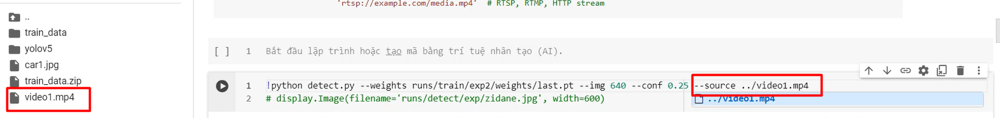 'rtsp://example.com/media.mp4'  # RTSP, RTMP, HTTP stream
..
train_data
yolov5
car1.jpg
train_data.zip
video1.mp4
[ ] 1 Bắt đầu lập trình hoặc tạo mã bằng trí tuệ nhân tạo (AI).
1 !python detect.py --weights runs/train/exp2/weights/last.pt --img 640 --conf 0.25 --source ../video1.mp4
2 # display.Image(filename='runs/detect/exp/zidane.jpg', width=600)
../video1.mp4